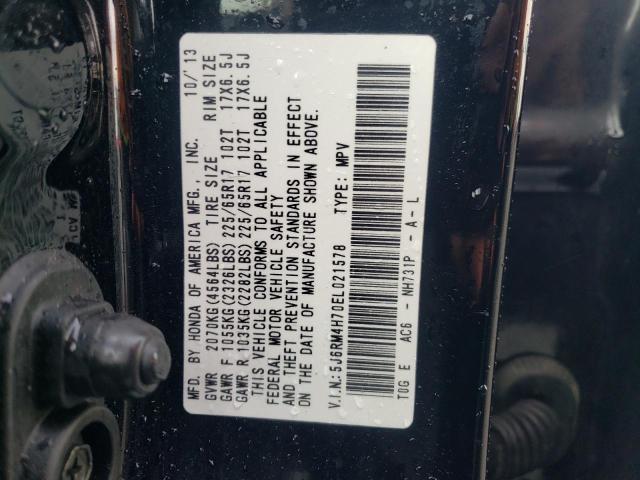 MFD. BY HONDA OF AMERICA MFG., INC. 10/'13
GVWR 2070KG(4564LBS) TIRE SIZE RIM SIZE
GAWR F.1055KG(2326LBS)225/65R17 102T 17X6.5J
GAWR R.1035KG(2282LBS)225/65R17 102T 17X6.5J
THIS VEHICLE CONFORMS TO ALL APPLICABLE
FEDERAL MOTOR VEHICLE SAFETY
AND THEFT PREVENTION STANDARDS IN EFFECT
ON THE DATE OF MANUFACTURE SHOWN ABOVE.
V.I.N.:5J6RM4H70EL021578 TYPE: MPV
TOG E AC6 - NH731P - A - L